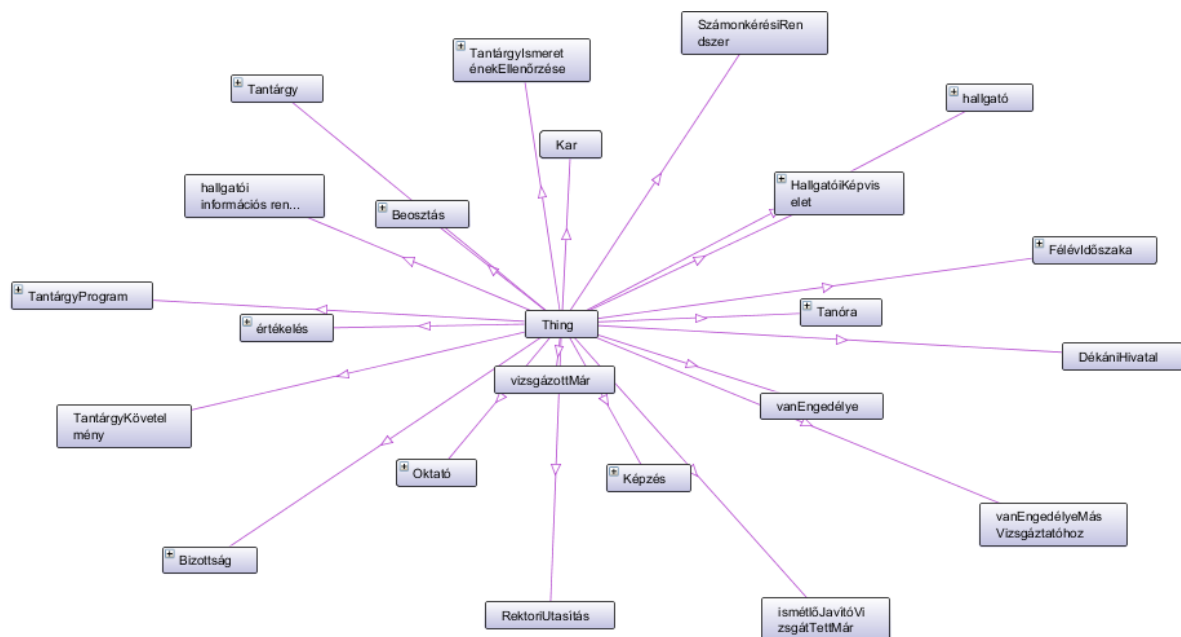 SzámonkérésiRen
dszer
TantárgyIsmeret
énekEllenőrzése
Tantárgy
hallgató
Kar
hallgatói
információs ren...
HallgatóiKépvis
elet
Beosztás
FélévIdőszaka
TantárgyProgram
Tanóra
értékelés
Thing
DékániHivatal
vizsgázottMár
vanEngedélye
TantárgyKövetel
mény
Oktató
Képzés
vanEngedélyeMás
Vizsgáztatóhoz
Bizottság
RektoriUtasítás
ismétlőJavítóVi
zsgátTettMár